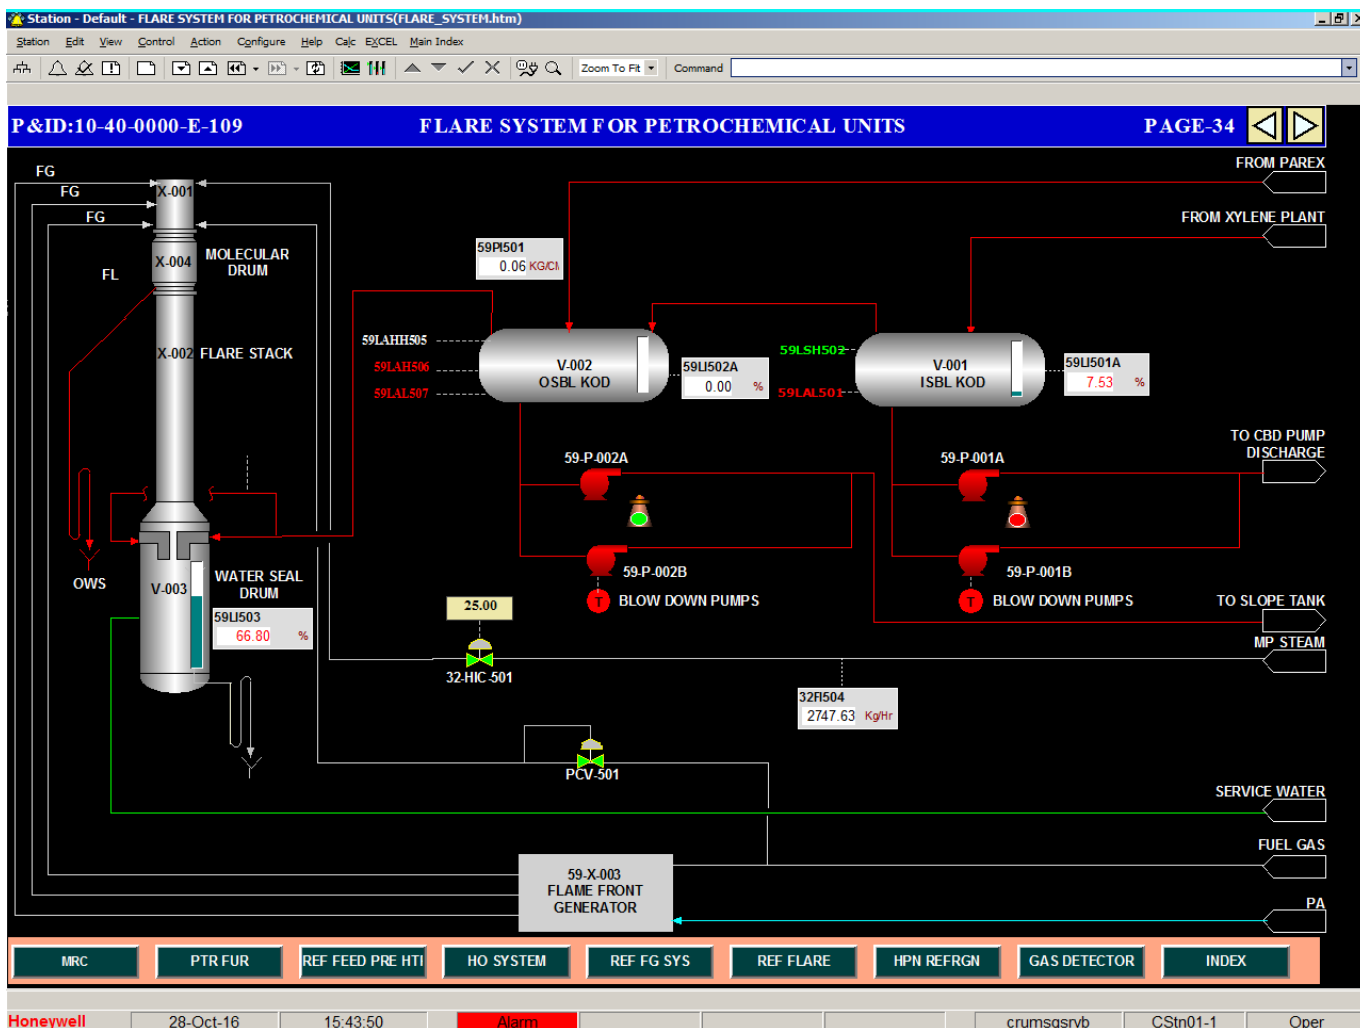 Station - Default - FLARE SYSTEM FOR PETROCHEMICAL UNITS(FLARE_SYSTEM.htm)
Station Edit View Control Action Configure Help Calc EXCEL Main Index
Zoom To Fit Command
P&ID:10-40-0000-E-109 FLARE SYSTEM FOR PETROCHEMICAL UNITS PAGE-34
FROM PAREX
FG
X-001
FG
FG
FROM XYLENE PLANT
59PI501
0.06 KG/C
MOLECULAR
DRUM
X-004
FL
59LAHH505
59LAH506
59LAL507
V-002
OSBL KOD
59LI502A
0.00 %
59LSH502
59LAL501
V-001
ISBL KOD
59LI501A
7.53 %
X-002 FLARE STACK
TO CBD PUMP
DISCHARGE
59-P-002A
59-P-001A
OWS
V-003
WATER SEAL
DRUM
59LI503
66.80 %
59-P-002B
T BLOW DOWN PUMPS
59-P-001B
T BLOW DOWN PUMPS
TO SLOPE TANK
25.00
32-HIC-501
MP STEAM
32FI504
2747.63 Kg/Hr
PCV-501
SERVICE WATER
FUEL GAS
59-X-003
FLAME FRONT
GENERATOR
PA
MRC PTR FUR REF FEED PRE HTI HO SYSTEM REF FG SYS REF FLARE HPN REFRGN GAS DETECTOR INDEX
Honeywell 28-Oct-16 15:43:50 Alarm crumsgsrvb CStn01-1 Oper